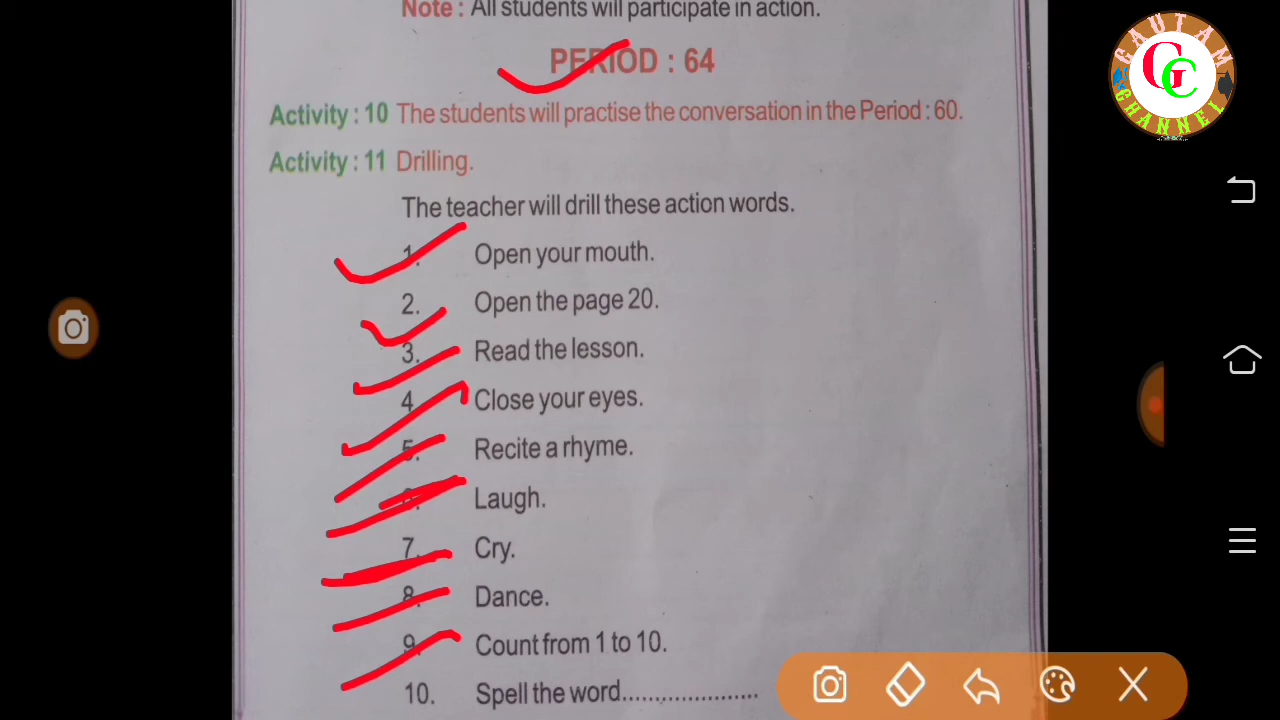 Note : All students will participate in action.
PERIOD : 64
Activity : 10 The students will practise the conversation in the Period : 60.
Activity : 11 Drilling.
The teacher will drill these action words.
1. Open your mouth.
2. Open the page 20.
3. Read the lesson.
4 Close your eyes.
5. Recite a rhyme.
6. Laugh.
7. Cry.
8. Dance.
9. Count from 1 to 10.
10. Spell the word.....................
GAUTAM
GC
CHANNEL